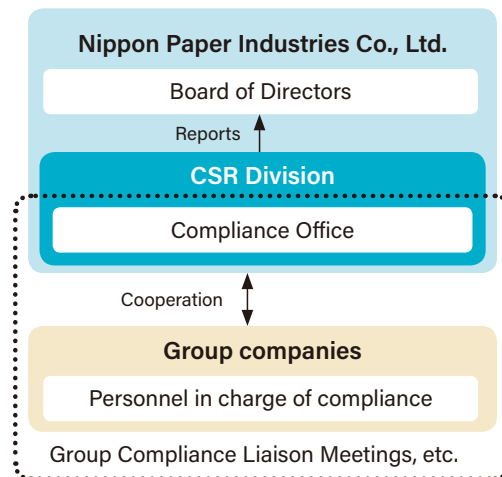 Nippon Paper Industries Co., Ltd.
Board of Directors
Reports
CSR Division
Compliance Office
Cooperation
Group companies
Personnel in charge of compliance
Group Compliance Liaison Meetings, etc.